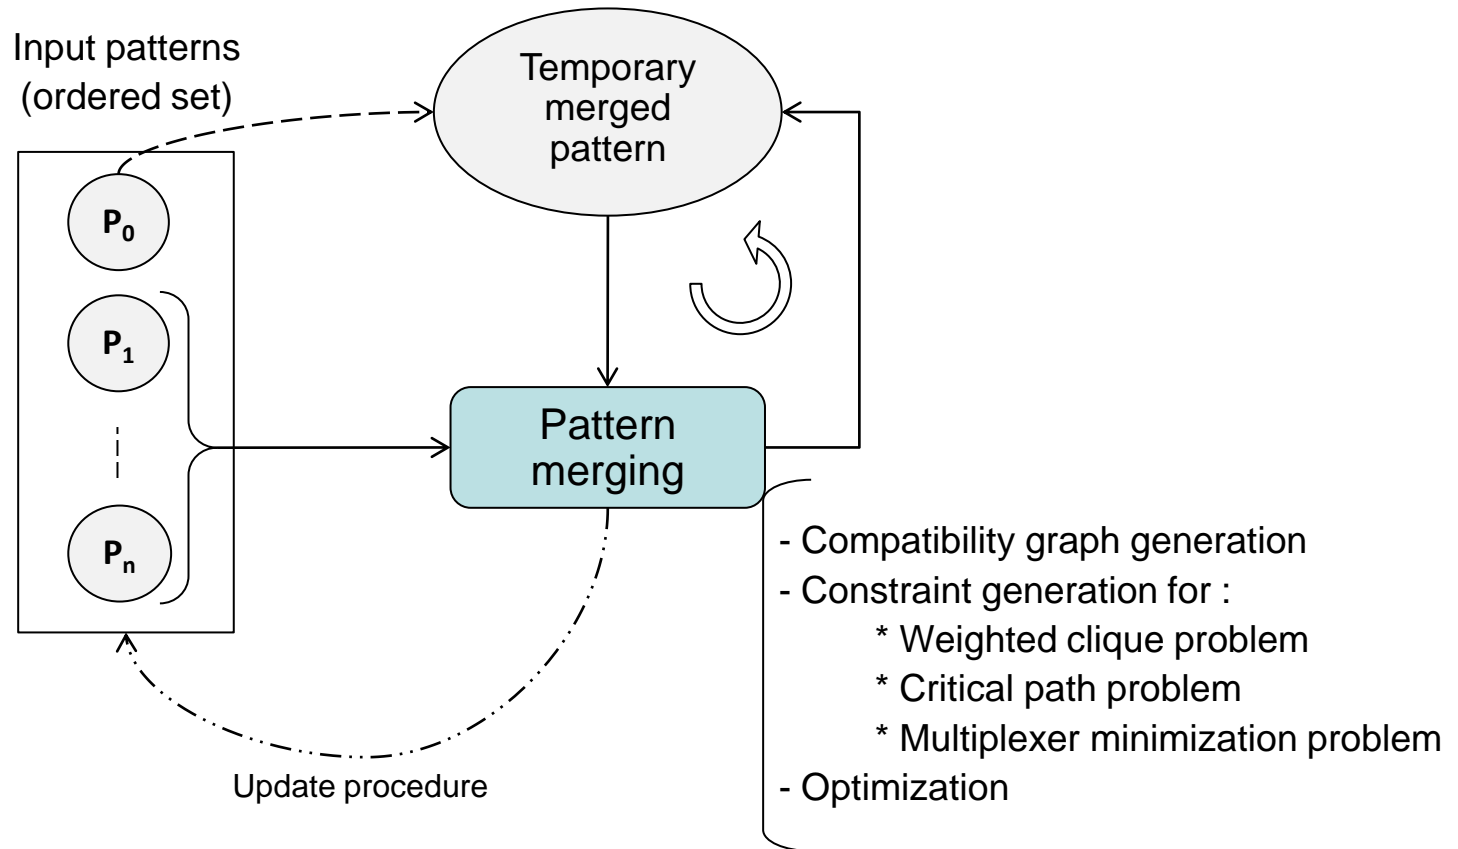 Input patterns
(ordered set)
Temporary
merged
pattern
P0
P1
Pn
Pattern
merging
- Compatibility graph generation
- Constraint generation for :
* Weighted clique problem
* Critical path problem
* Multiplexer minimization problem
- Optimization
Update procedure